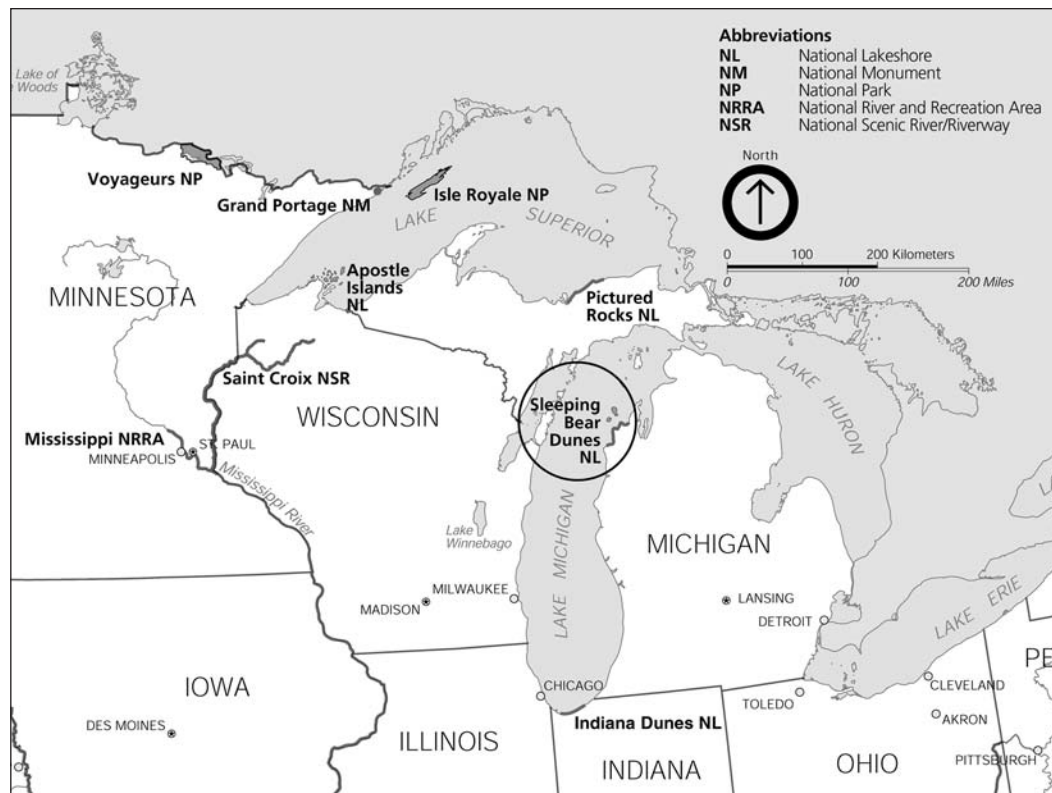 Abbreviations
NL National Lakeshore
NM National Monument
NP National Park
NRRA National River and Recreation Area
NSR National Scenic River/Riverway
North
0 100 200 Kilometers
0 100 200 Miles
Lake of
Woods
Voyageurs NP
Grand Portage NM
Isle Royale NP
LAKE SUPERIOR
Apostle
Islands
NL
MINNESOTA
Pictured
Rocks NL
Saint Croix NSR
WISCONSIN
Sleeping
Bear
Dunes
NL
LAKE HURON
Mississippi NRRA
ST. PAUL
MINNEAPOLIS
Mississippi River
Lake
Winnebago
LAKE MICHIGAN
MICHIGAN
MILWAUKEE
MADISON
LANSING
DETROIT
LAKE ERIE
PE
IOWA
CHICAGO
TOLEDO
CLEVELAND
AKRON
DES MOINES
ILLINOIS
Indiana Dunes NL
INDIANA
OHIO
PITTSBURGH